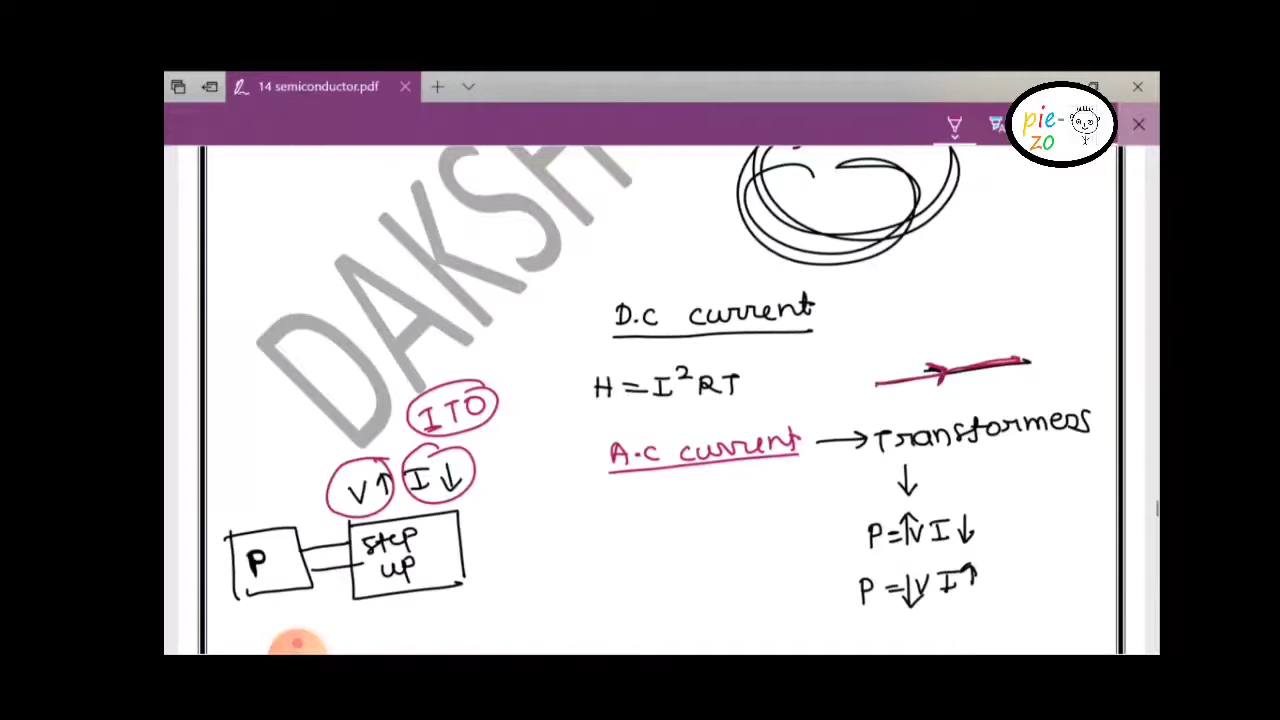 14 semiconductor.pdf
pie-
zo
DAKSH
D.C current
H = I²RT
A.C current → Transformers
↓
P = ↑V I↓
P = ↓V I↑
ITO
V↑ I↓
P
step
up